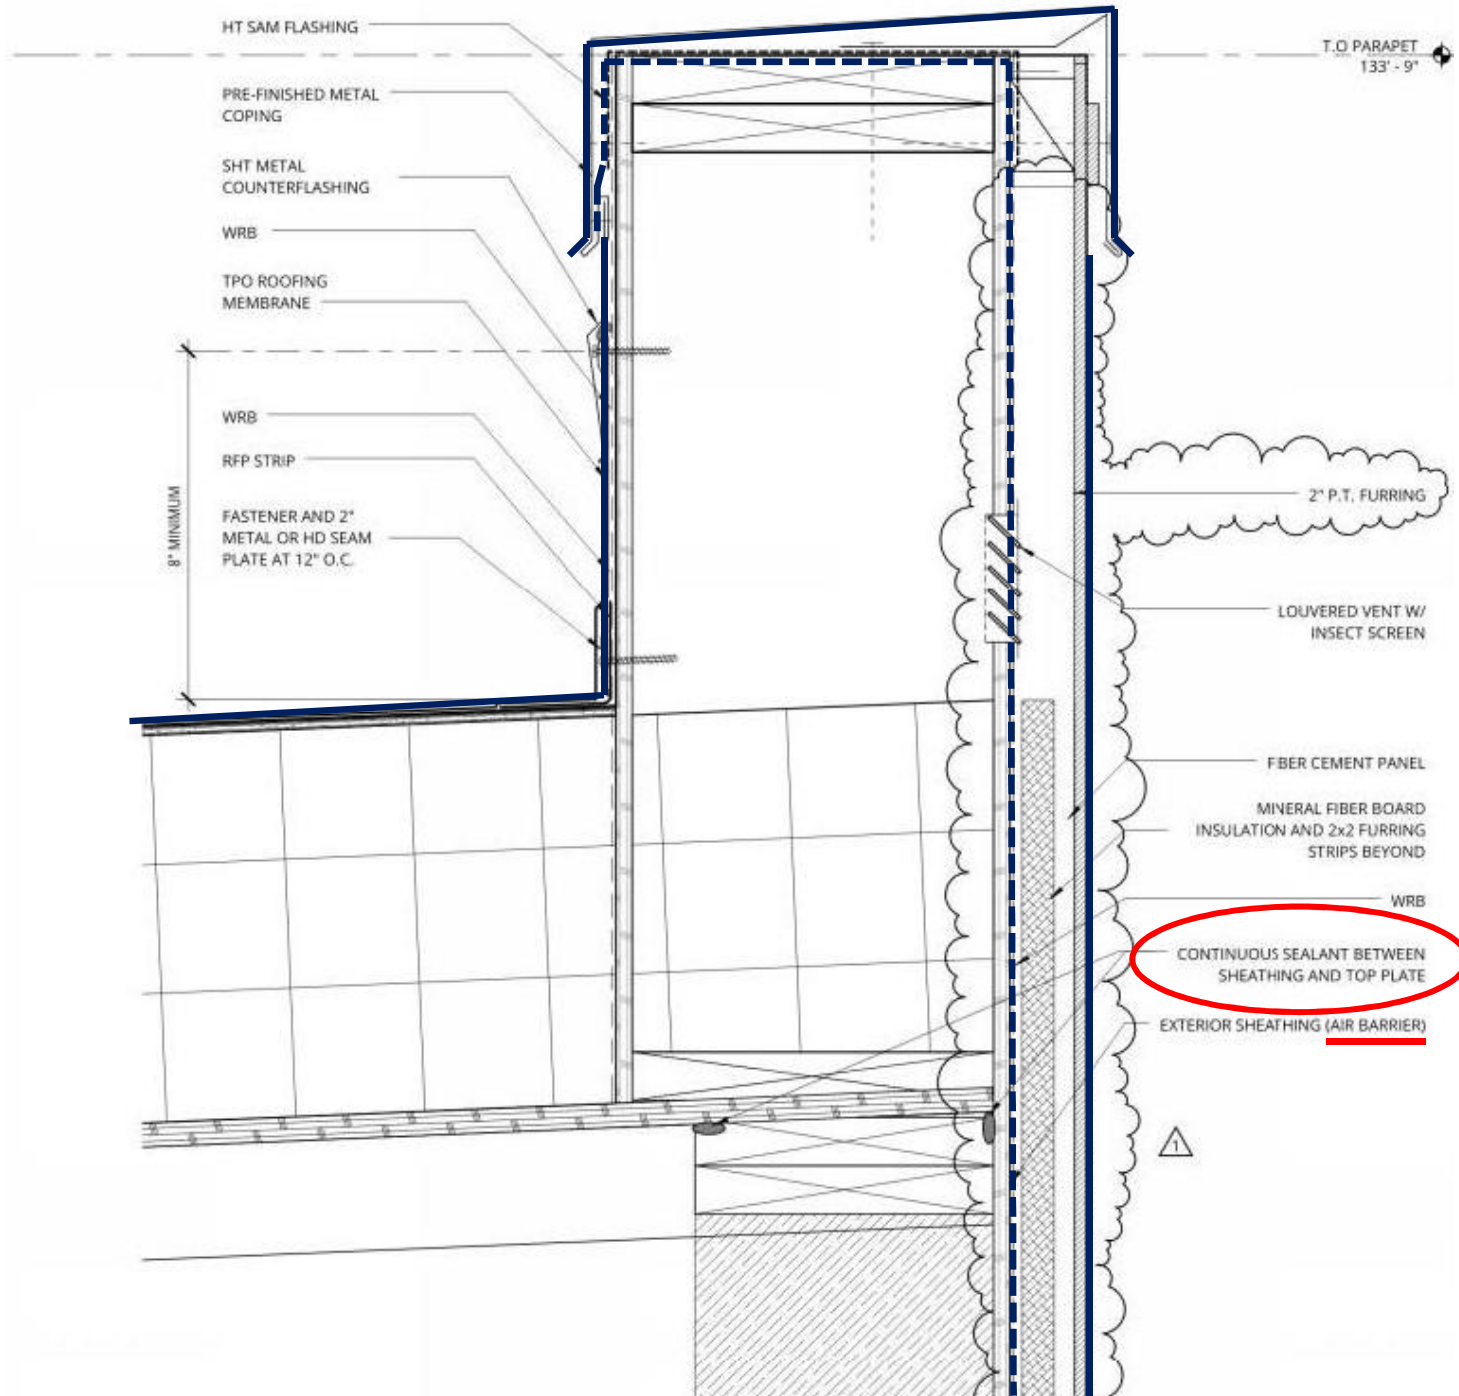 HT SAM FLASHING
PRE-FINISHED METAL
COPING
SHT METAL
COUNTERFLASHING
WRB
TPO ROOFING
MEMBRANE
8" MINIMUM
WRB
RFP STRIP
FASTENER AND 2"
METAL OR HD SEAM
PLATE AT 12" O.C.
T.O PARAPET
133' - 9"
2" P.T. FURRING
LOUVERED VENT W/
INSECT SCREEN
F BER CEMENT PANEL
MINERAL FIBER BOARD
INSULATION AND 2x2 FURRING
STRIPS BEYOND
WRB
CONTINUOUS SEALANT BETWEEN
SHEATHING AND TOP PLATE
EXTERIOR SHEATHING (AIR BARRIER)
1